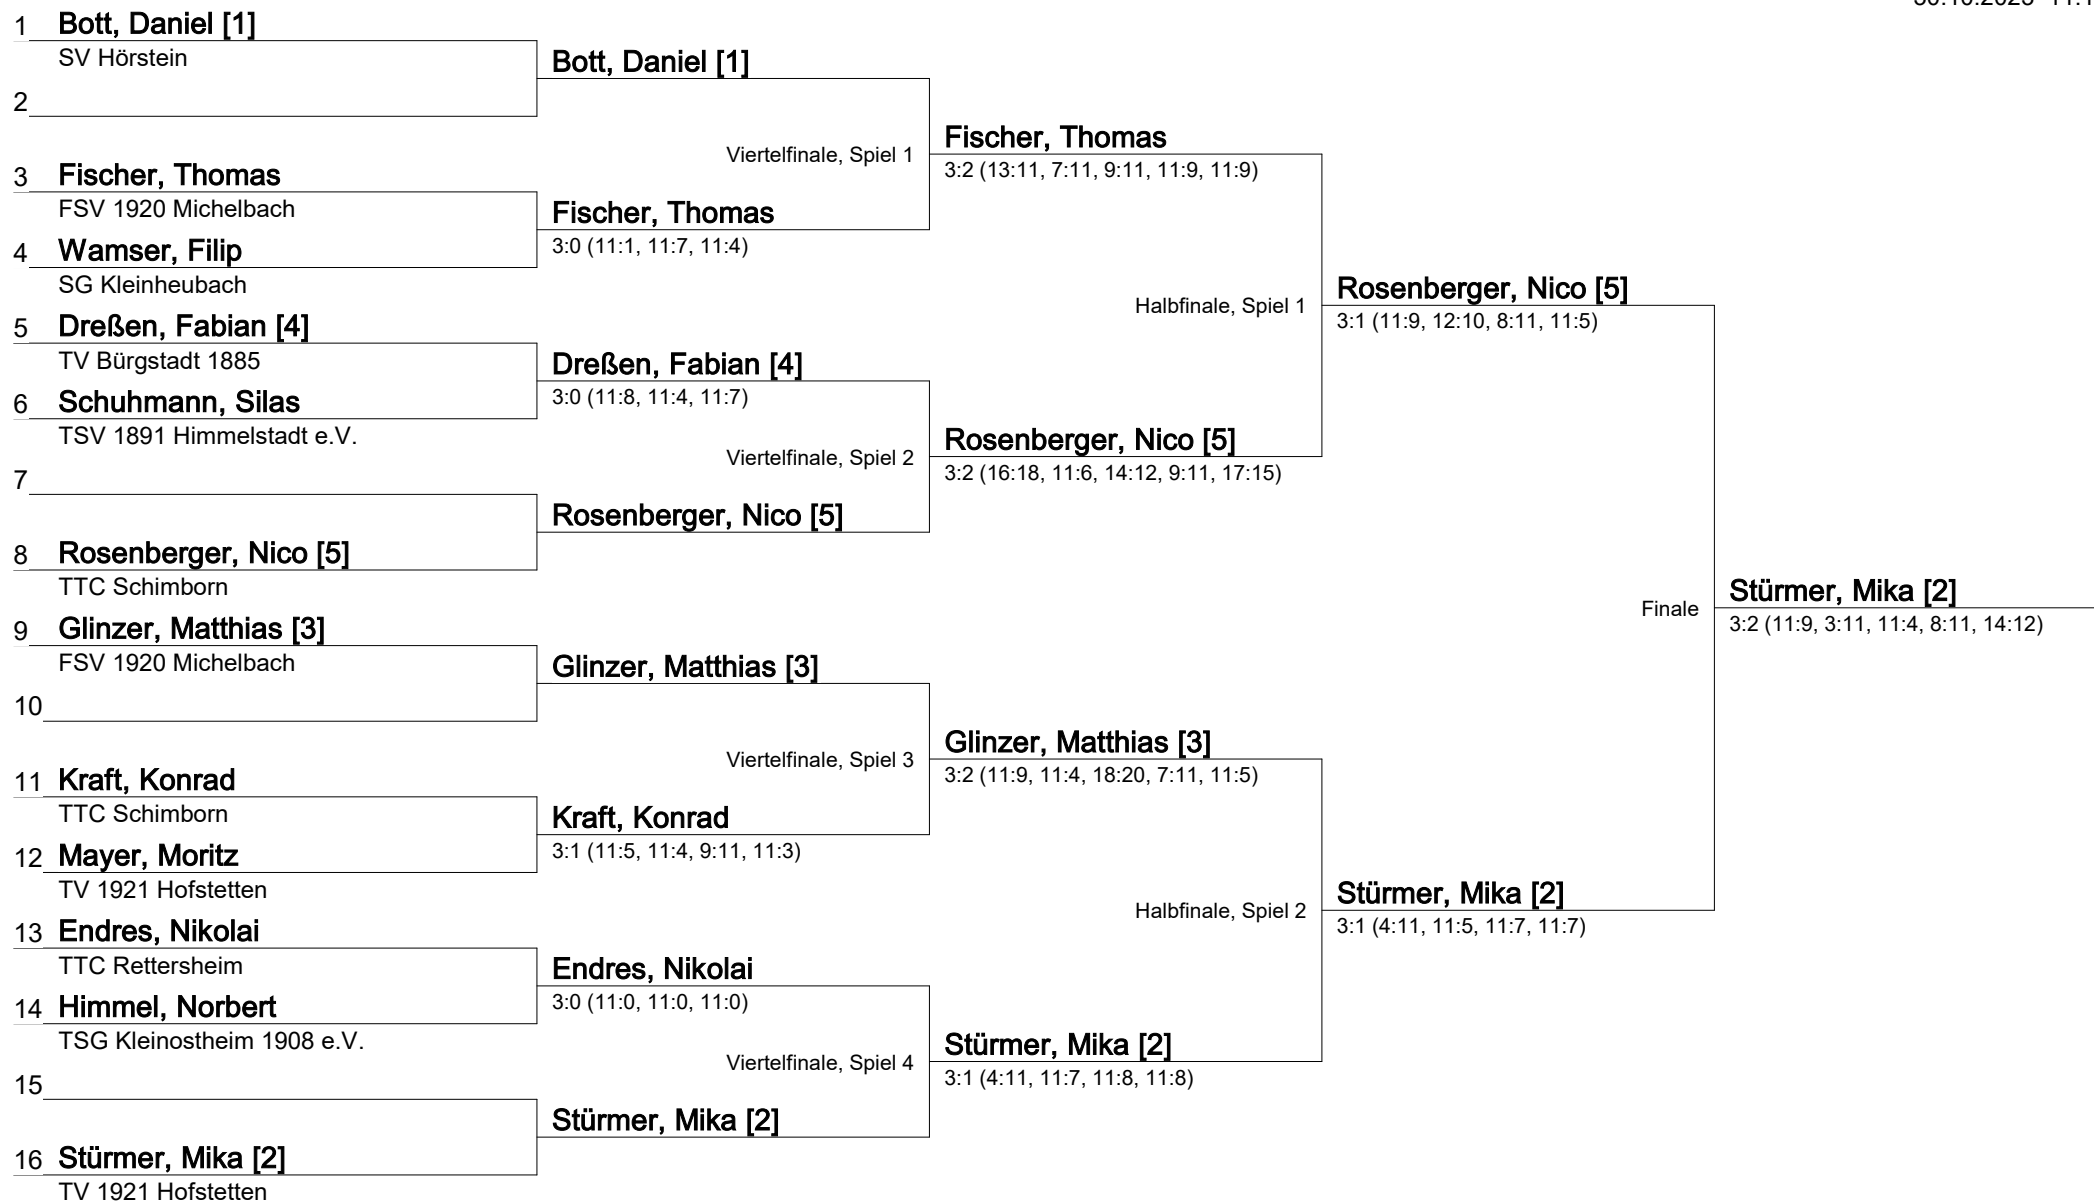 1 Bott, Daniel [1]
SV Hörstein
Bott, Daniel [1]
2
Viertelfinale, Spiel 1
Fischer, Thomas
3:2 (13:11, 7:11, 9:11, 11:9, 11:9)
3 Fischer, Thomas
FSV 1920 Michelbach
Fischer, Thomas
3:0 (11:1, 11:7, 11:4)
4 Wamser, Filip
SG Kleinheubach
Halbfinale, Spiel 1
Rosenberger, Nico [5]
3:1 (11:9, 12:10, 8:11, 11:5)
5 Dreßen, Fabian [4]
TV Bürgstadt 1885
Dreßen, Fabian [4]
3:0 (11:8, 11:4, 11:7)
6 Schuhmann, Silas
TSV 1891 Himmelstadt e.V.
Viertelfinale, Spiel 2
Rosenberger, Nico [5]
3:2 (16:18, 11:6, 14:12, 9:11, 17:15)
7
Rosenberger, Nico [5]
8 Rosenberger, Nico [5]
TTC Schimborn
Finale
Stürmer, Mika [2]
3:2 (11:9, 3:11, 11:4, 8:11, 14:12)
9 Glinzer, Matthias [3]
FSV 1920 Michelbach
Glinzer, Matthias [3]
10
Viertelfinale, Spiel 3
Glinzer, Matthias [3]
3:2 (11:9, 11:4, 18:20, 7:11, 11:5)
11 Kraft, Konrad
TTC Schimborn
Kraft, Konrad
3:1 (11:5, 11:4, 9:11, 11:3)
12 Mayer, Moritz
TV 1921 Hofstetten
Halbfinale, Spiel 2
Stürmer, Mika [2]
3:1 (4:11, 11:5, 11:7, 11:7)
13 Endres, Nikolai
TTC Rettersheim
Endres, Nikolai
3:0 (11:0, 11:0, 11:0)
14 Himmel, Norbert
TSG Kleinostheim 1908 e.V.
Viertelfinale, Spiel 4
Stürmer, Mika [2]
3:1 (4:11, 11:7, 11:8, 11:8)
15
Stürmer, Mika [2]
16 Stürmer, Mika [2]
TV 1921 Hofstetten